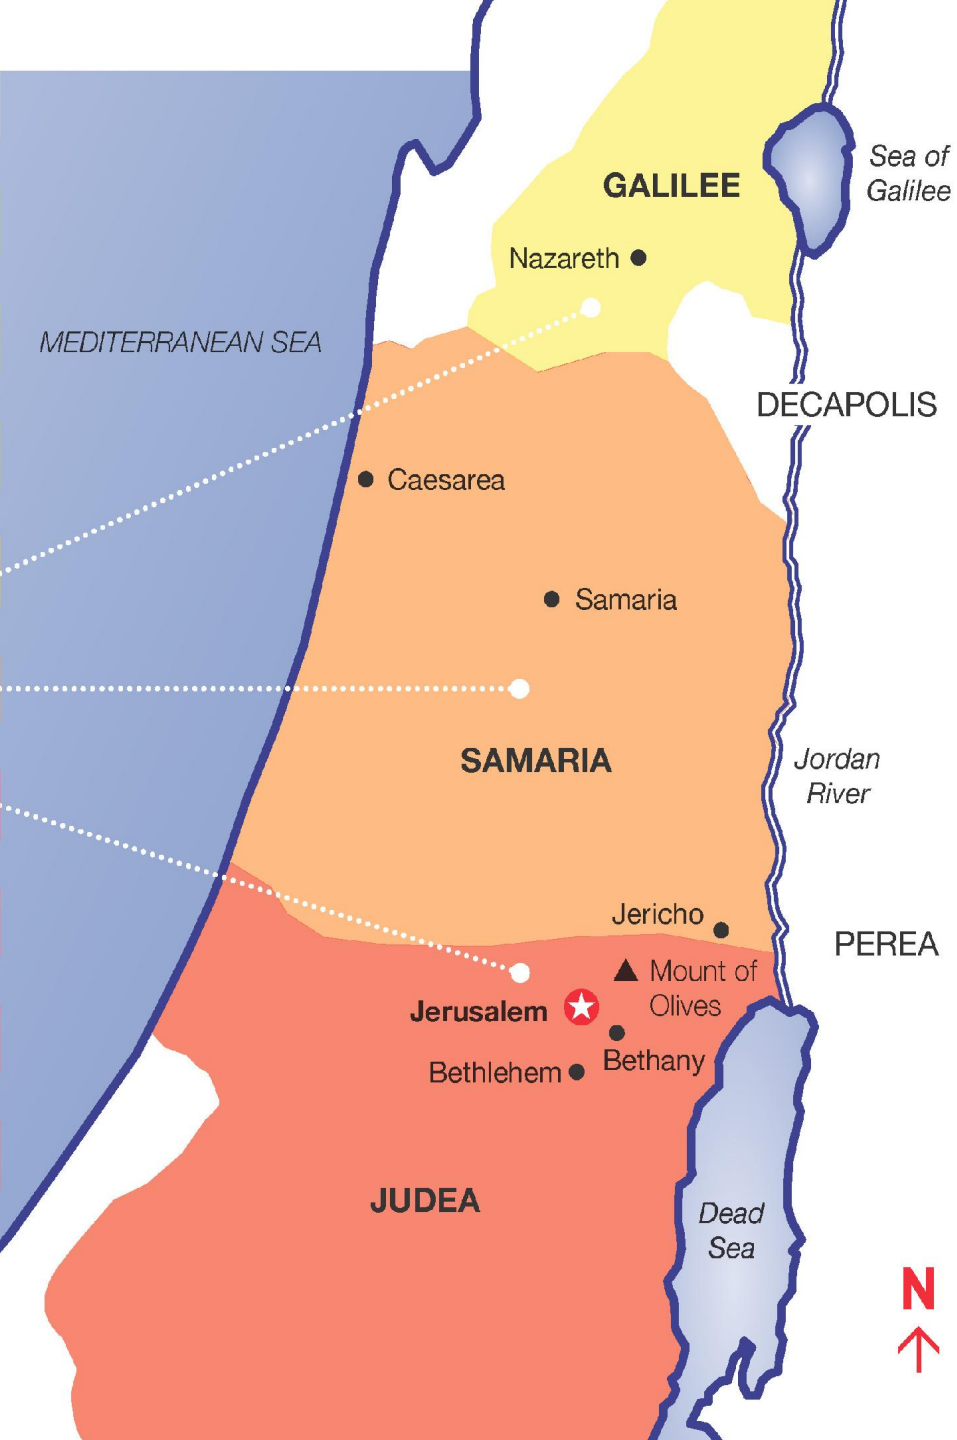 Sea of
Galilee
GALILEE
Nazareth
MEDITERRANEAN SEA
DECAPOLIS
Caesarea
Samaria
SAMARIA
Jordan
River
Jericho
PEREA
Mount of
Olives
Jerusalem
Bethany
Bethlehem
JUDEA
Dead
Sea
N